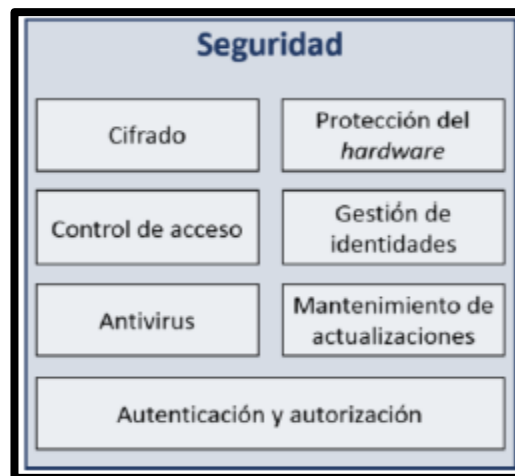 Seguridad
Cifrado
Protección del
hardware
Control de acceso
Gestión de
identidades
Antivirus
Mantenimiento de
actualizaciones
Autenticación y autorización